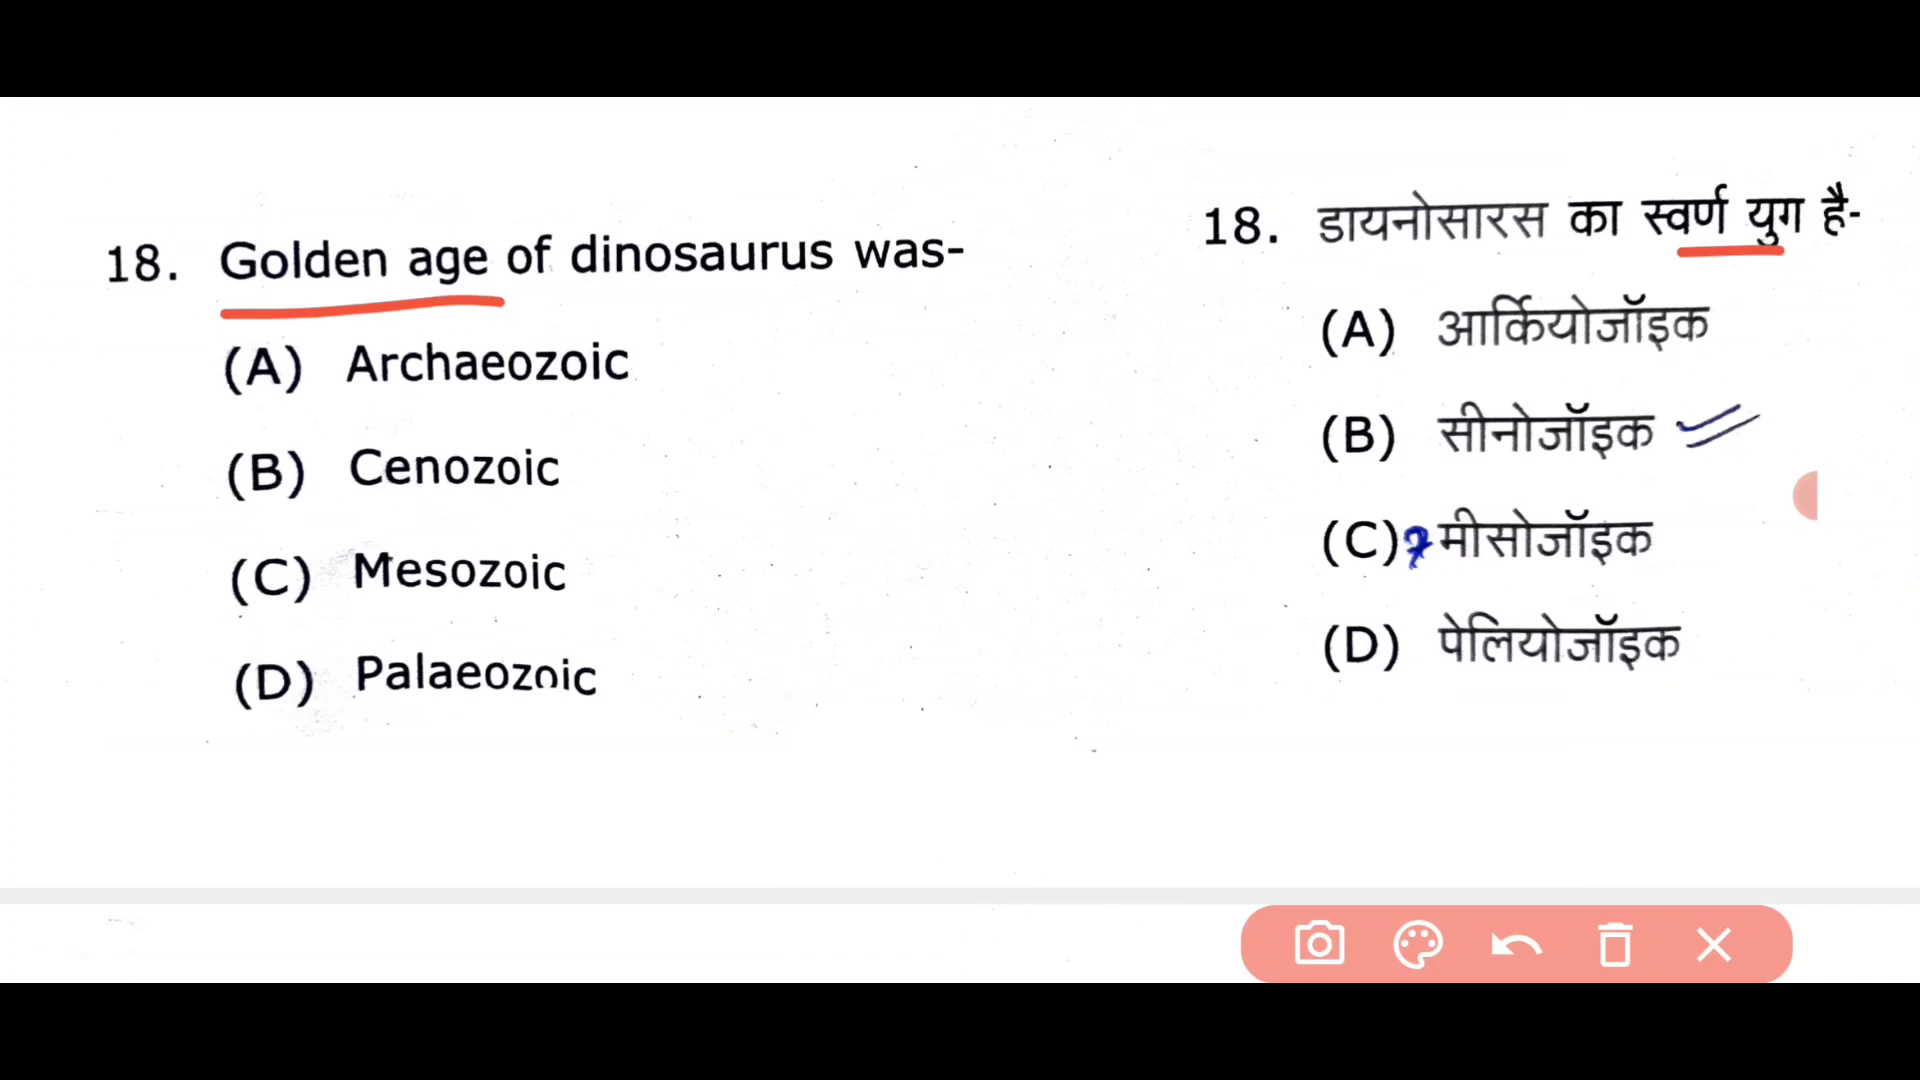 18. Golden age of dinosaurus was-
(A) Archaeozoic
(B) Cenozoic
(C) Mesozoic
(D) Palaeozoic
18. डायनोसारस का स्वर्ण युग है-
(A) आर्कियोजॉइक
(B) सीनोजॉइक
(C) मीसोजॉइक
(D) पेलियोजॉइक